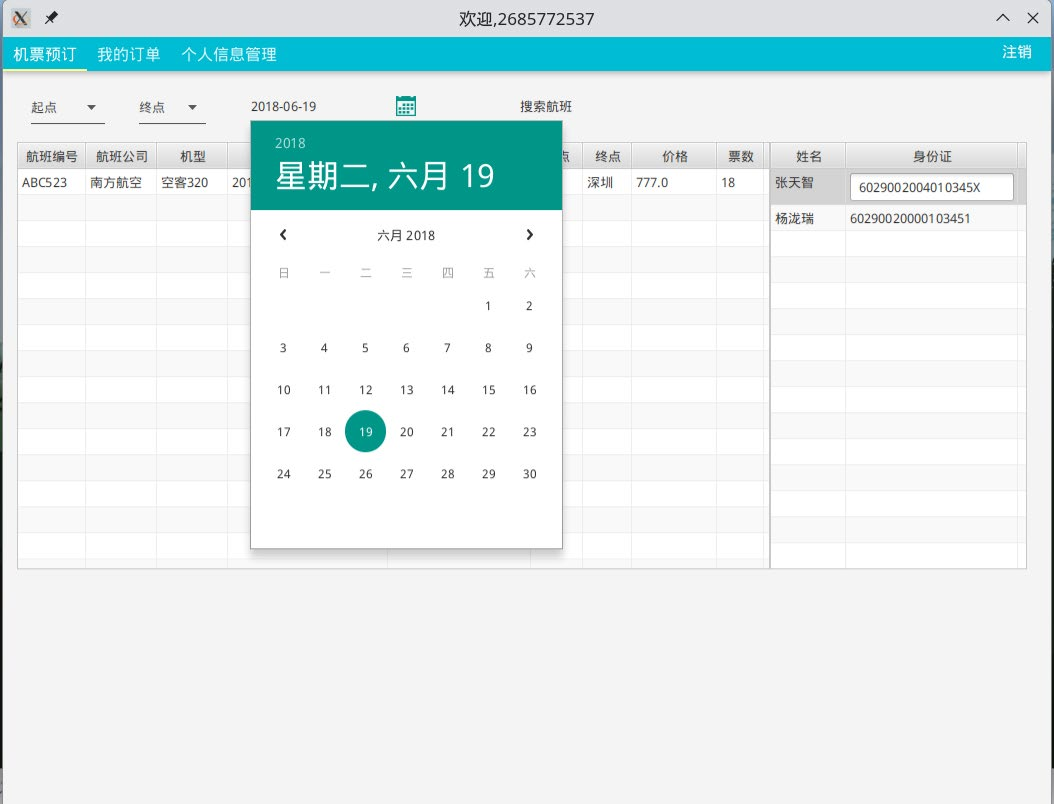 欢迎,2685772537
机票预订 我的订单 个人信息管理 注销
起点 终点 2018-06-19 搜索航班
航班编号 航班公司 机型 点 终点 价格 票数 姓名 身份证
ABC523 南方航空 空客320 201 深圳 777.0 18 张天智 6029002004010345X
杨泷瑞 60290020000103451
2018
星期二, 六月 19
六月 2018
日 一 二 三 四 五 六
1 2
3 4 5 6 7 8 9
10 11 12 13 14 15 16
17 18 19 20 21 22 23
24 25 26 27 28 29 30